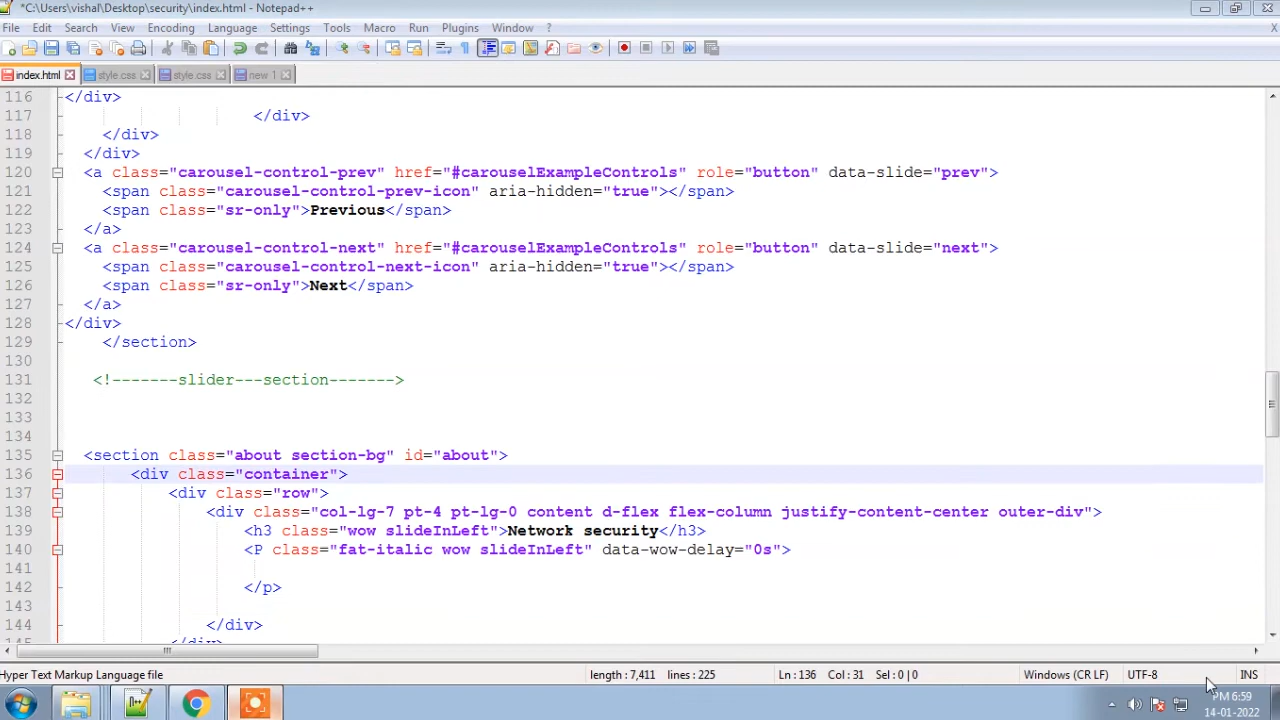 *C:\Users\vishal\Desktop\security\index.html - Notepad++
File Edit Search View Encoding Language Settings Tools Macro Run Plugins Window ?
X
index.html style.css style.css new 1
116 </div>
117 </div>
118 </div>
119 </div>
120 <a class="carousel-control-prev" href="#carouselExampleControls" role="button" data-slide="prev">
121 <span class="carousel-control-prev-icon" aria-hidden="true"></span>
122 <span class="sr-only">Previous</span>
123 </a>
124 <a class="carousel-control-next" href="#carouselExampleControls" role="button" data-slide="next">
125 <span class="carousel-control-next-icon" aria-hidden="true"></span>
126 <span class="sr-only">Next</span>
127 </a>
128 </div>
129 </section>
130
131 <!-------slider---section------->
132
133
134
135 <section class="about section-bg" id="about">
136 <div class="container">
137 <div class="row">
138 <div class="col-lg-7 pt-4 pt-lg-0 content d-flex flex-column justify-content-center outer-div">
139 <h3 class="wow slideInLeft">Network security</h3>
140 <P class="fat-italic wow slideInLeft" data-wow-delay="0s">
141
142 </p>
143
144 </div>
145 </div>
Hyper Text Markup Language file length : 7,411 lines : 225 Ln : 136 Col : 31 Sel : 0 | 0 Windows (CR LF) UTF-8 INS
PM 6:59
14-01-2022